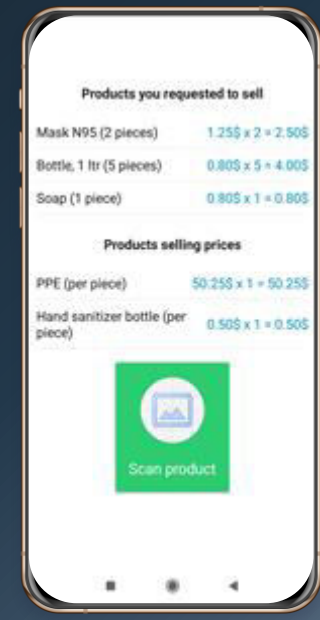 Products you requested to sell
Mask N95 (2 pieces) 1.25$ x 2 = 2.50$
Bottle, 1 ltr (5 pieces) 0.80$ x 5 = 4.00$
Soap (1 piece) 0.80$ x 1 = 0.80$
Products selling prices
PPE (per piece) 50.25$ x 1 = 50.25$
Hand sanitizer bottle (per
piece) 0.50$ x 1 = 0.50$
Scan product